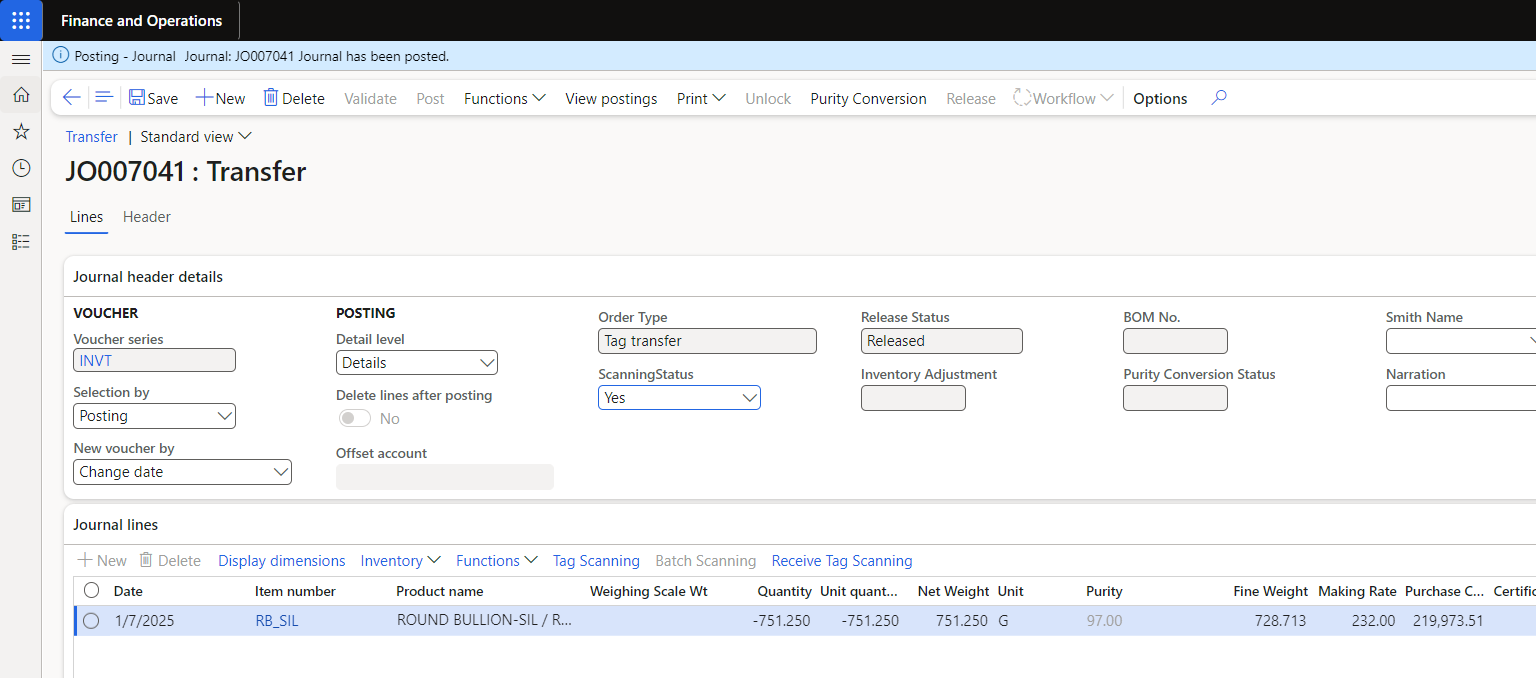 Finance and Operations
Posting - Journal Journal: JO007041 Journal has been posted.
Save New Delete Validate Post Functions View postings Print Unlock Purity Conversion Release Workflow Options
Transfer | Standard view
JO007041 : Transfer
Lines Header
Journal header details
VOUCHER
Voucher series
INVT
Selection by
Posting
New voucher by
Change date
POSTING
Detail level
Details
Delete lines after posting
No
Offset account
Order Type
Tag transfer
ScanningStatus
Yes
Release Status
Released
Inventory Adjustment
BOM No.
Purity Conversion Status
Smith Name
Narration
Journal lines
New Delete Display dimensions Inventory Functions Tag Scanning Batch Scanning Receive Tag Scanning
Date Item number Product name Weighing Scale Wt Quantity Unit quant... Net Weight Unit Purity Fine Weight Making Rate Purchase C... Certific
1/7/2025 RB_SIL ROUND BULLION-SIL / R... -751.250 -751.250 751.250 G 97.00 728.713 232.00 219,973.51